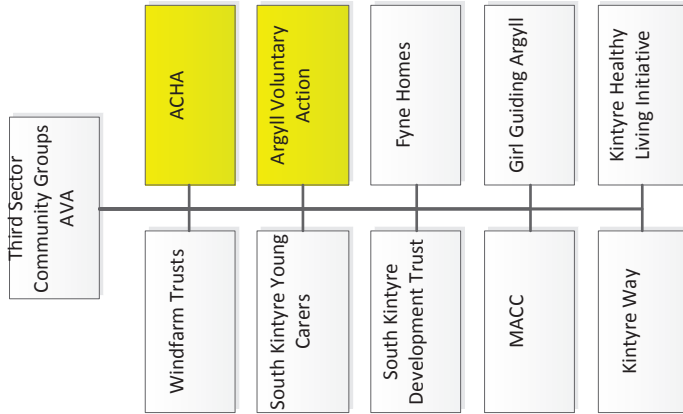 Third Sector
Community Groups
AVA
Windfarm Trusts
ACHA
South Kintyre Young
Carers
Argyll Voluntary
Action
South Kintyre
Development Trust
Fyne Homes
MACC
Girl Guiding Argyll
Kintyre Way
Kintyre Healthy
Living Initiative